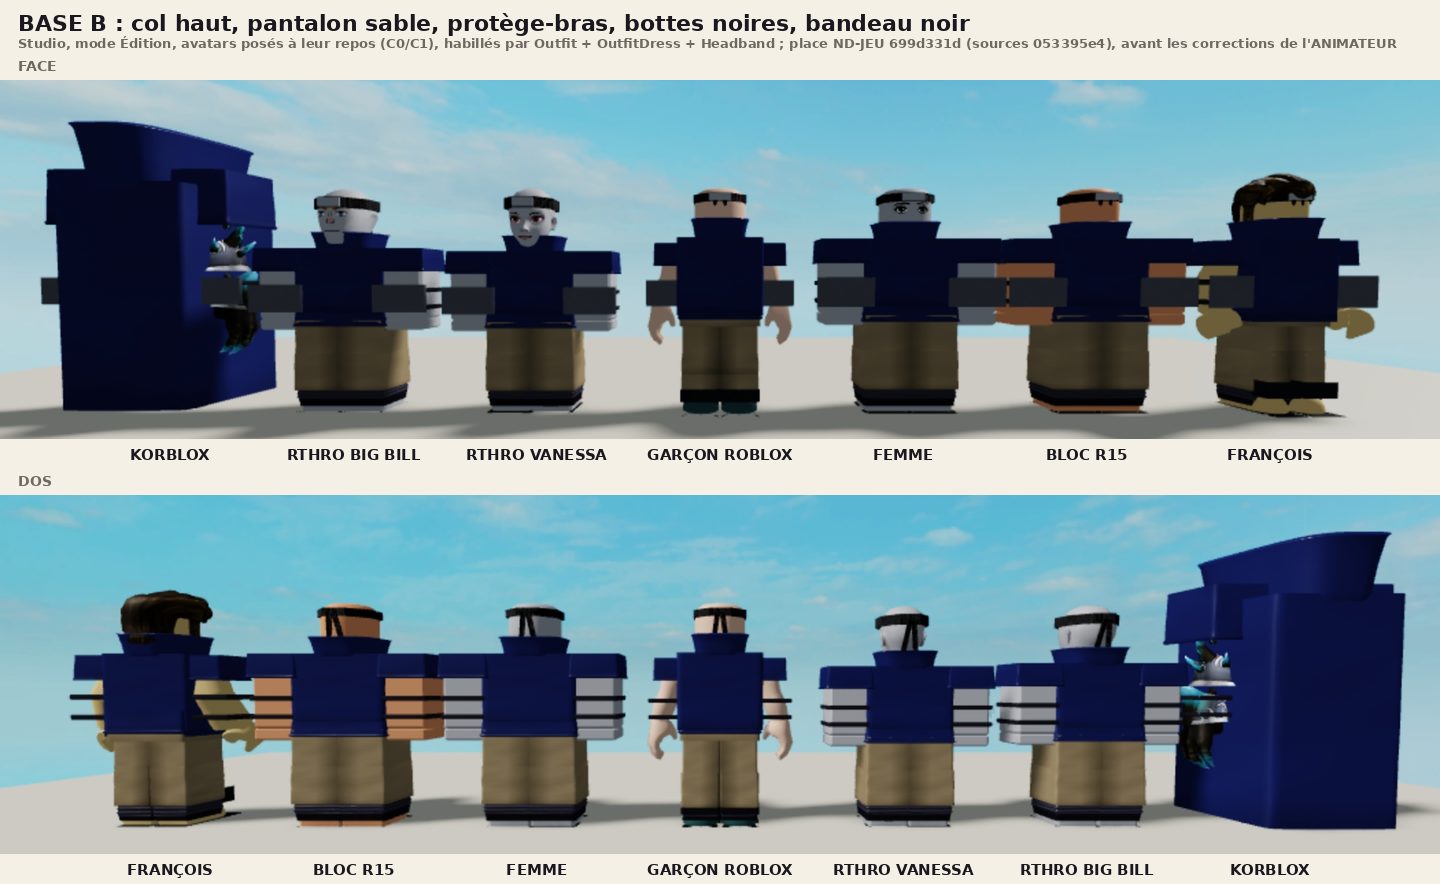 BASE B : col haut, pantalon sable, protège-bras, bottes noires, bandeau noir
Studio, mode Édition, avatars posés à leur repos (C0/C1), habillés par Outfit + OutfitDress + Headband ; place ND-JEU 699d331d (sources 053395e4), avant les corrections de l'ANIMATEUR
FACE
KORBLOX RTHRO BIG BILL RTHRO VANESSA GARÇON ROBLOX FEMME BLOC R15 FRANÇOIS
DOS
FRANÇOIS BLOC R15 FEMME GARÇON ROBLOX RTHRO VANESSA RTHRO BIG BILL KORBLOX